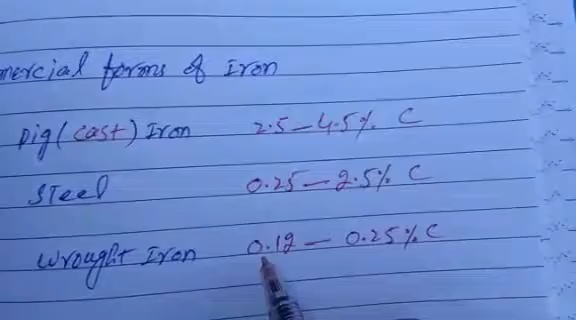 mercial forms of Iron
Pig (cast) Iron 2.5 – 4.5% C
Steel 0.25 – 2.5% C
Wrought Iron 0.12 – 0.25% C